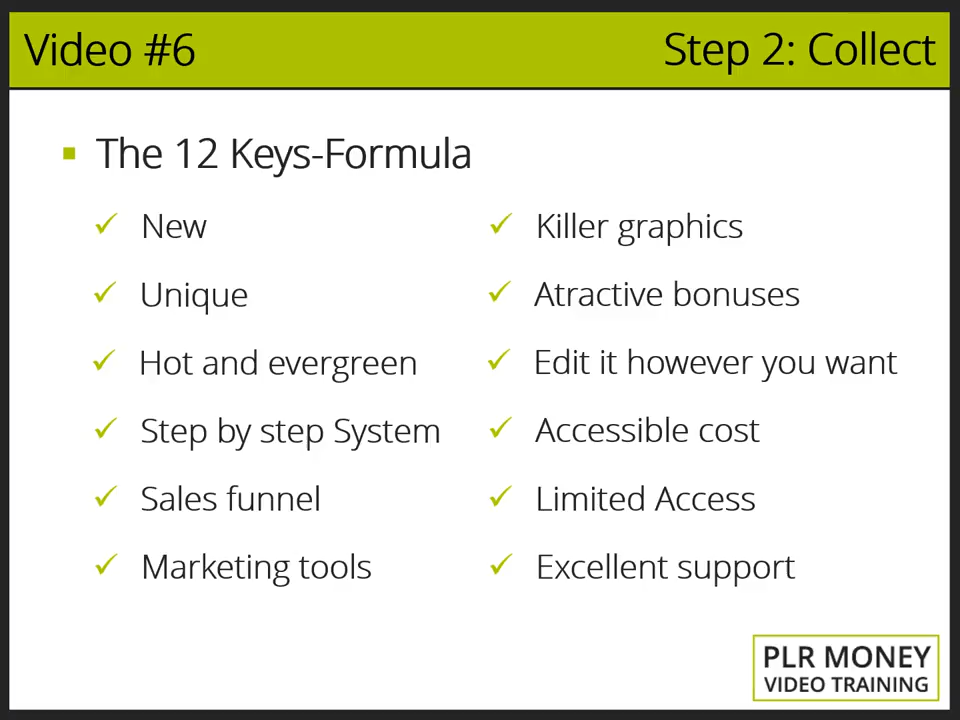 Video #6
Step 2: Collect
The 12 Keys-Formula
New
Unique
Hot and evergreen
Step by step System
Sales funnel
Marketing tools
Killer graphics
Atractive bonuses
Edit it however you want
Accessible cost
Limited Access
Excellent support
PLR MONEY
VIDEO TRAINING